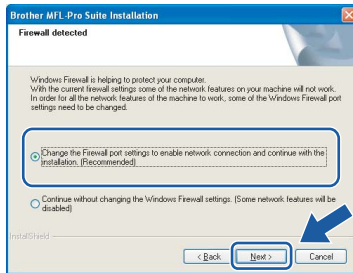 Brother MFL-Pro Suite Installation
Firewall detected
Windows Firewall is helping to protect your computer.
With the current firewall settings some of the network features on your machine will not work.
In order for all the network features of the machine to work, some of the Windows Firewall port
settings need to be changed.
Change the Firewall port settings to enable network connection and continue with the
installation. (Recommended)
Continue without changing the Windows Firewall settings. (Some network features will be
disabled)
InstallShield
< Back
Next >
Cancel